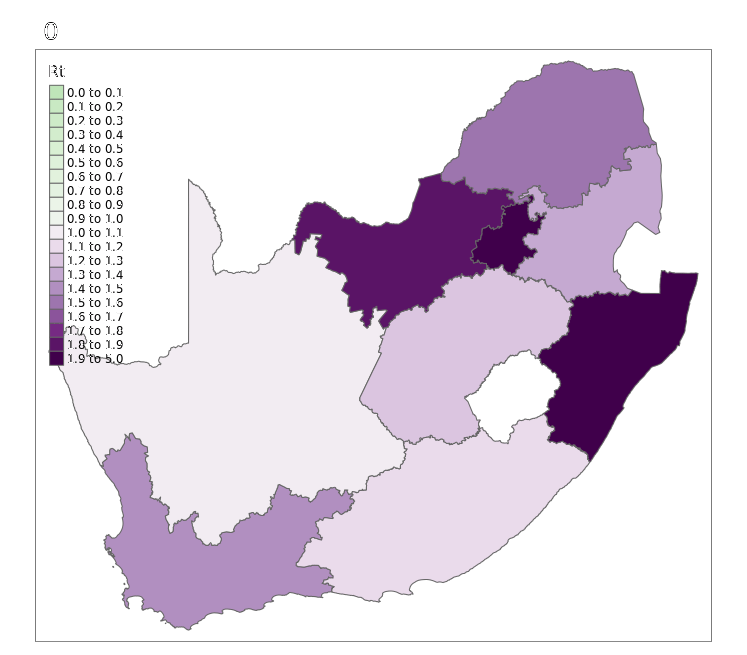 0
Rt
0.0 to 0.1
0.1 to 0.2
0.2 to 0.3
0.3 to 0.4
0.4 to 0.5
0.5 to 0.6
0.6 to 0.7
0.7 to 0.8
0.8 to 0.9
0.9 to 1.0
1.0 to 1.1
1.1 to 1.2
1.2 to 1.3
1.3 to 1.4
1.4 to 1.5
1.5 to 1.6
1.6 to 1.7
1.7 to 1.8
1.8 to 1.9
1.9 to 5.0